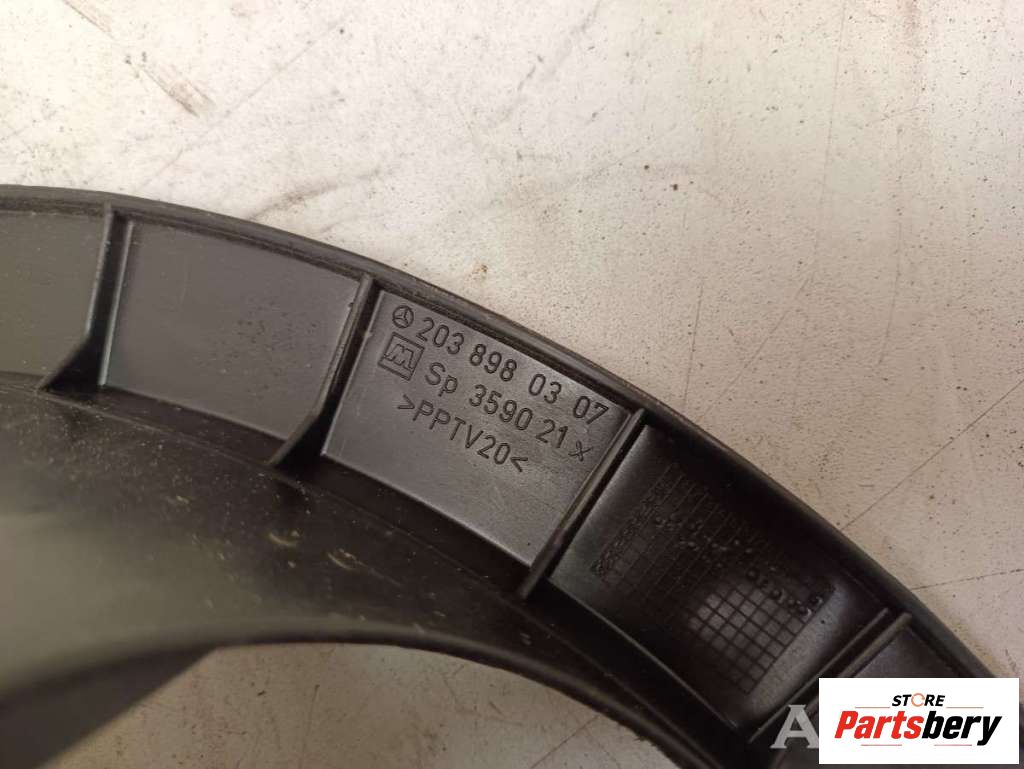 203 898 03 07
M Sp 3590 21 x
>PPTV20<
A
STORE
Partsbery